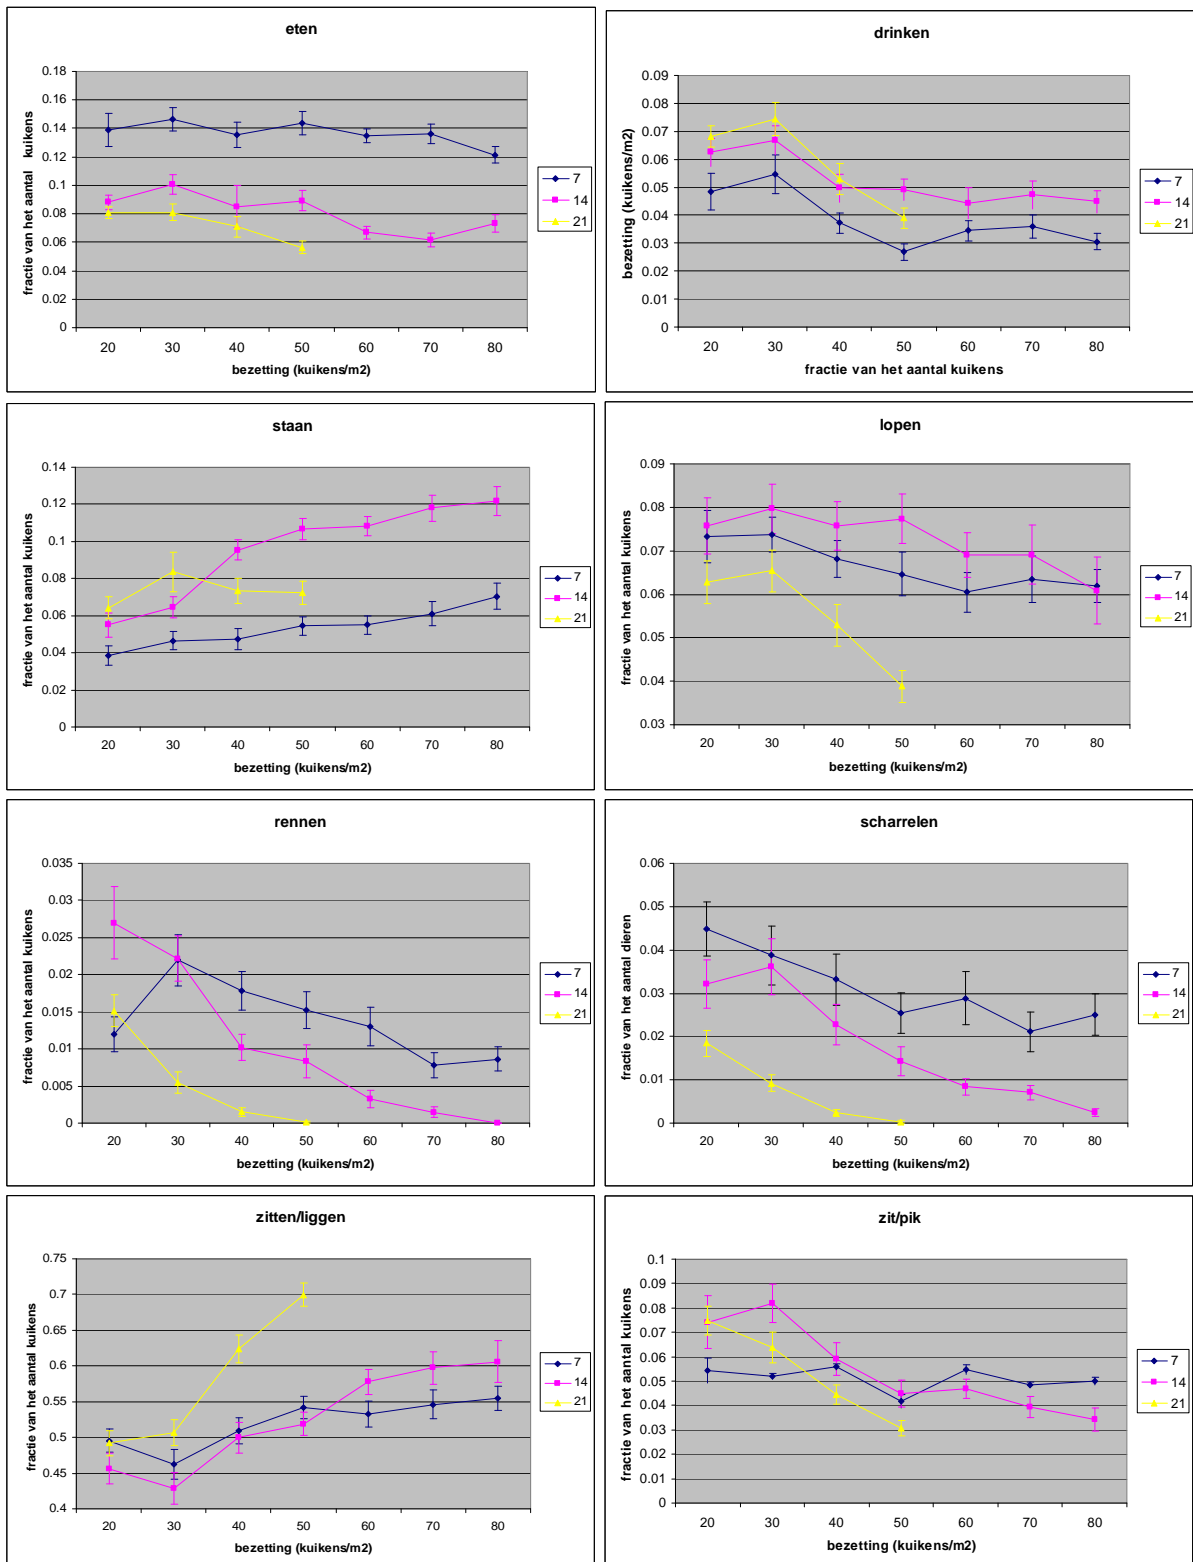 eten
fractie van het aantal kuikens
0.18
0.16
0.14
0.12
0.1
0.08
0.06
0.04
0.02
0
20 30 40 50 60 70 80
bezetting (kuikens/m2)
7
14
21
drinken
bezetting (kuikens/m2)
0.09
0.08
0.07
0.06
0.05
0.04
0.03
0.02
0.01
0
20 30 40 50 60 70 80
fractie van het aantal kuikens
7
14
21
staan
fractie van het aantal kuikens
0.14
0.12
0.1
0.08
0.06
0.04
0.02
0
20 30 40 50 60 70 80
bezetting (kuikens/m2)
7
14
21
lopen
fractie van het aantal kuikens
0.09
0.08
0.07
0.06
0.05
0.04
0.03
20 30 40 50 60 70 80
bezetting (kuikens/m2)
7
14
21
rennen
fractie van het aantal kuikens
0.035
0.03
0.025
0.02
0.015
0.01
0.005
0
20 30 40 50 60 70 80
bezetting (kuikens/m2)
7
14
21
scharrelen
fractie van het aantal dieren
0.06
0.05
0.04
0.03
0.02
0.01
0
20 30 40 50 60 70 80
bezetting (kuikens/m2)
7
14
21
zitten/liggen
fractie van het aantal kuikens
0.75
0.7
0.65
0.6
0.55
0.5
0.45
0.4
20 30 40 50 60 70 80
bezetting (kuikens/m2)
7
14
21
zit/pik
fractie van het aantal kuikens
0.1
0.09
0.08
0.07
0.06
0.05
0.04
0.03
0.02
0.01
0
20 30 40 50 60 70 80
bezetting (kuikens/m2)
7
14
21